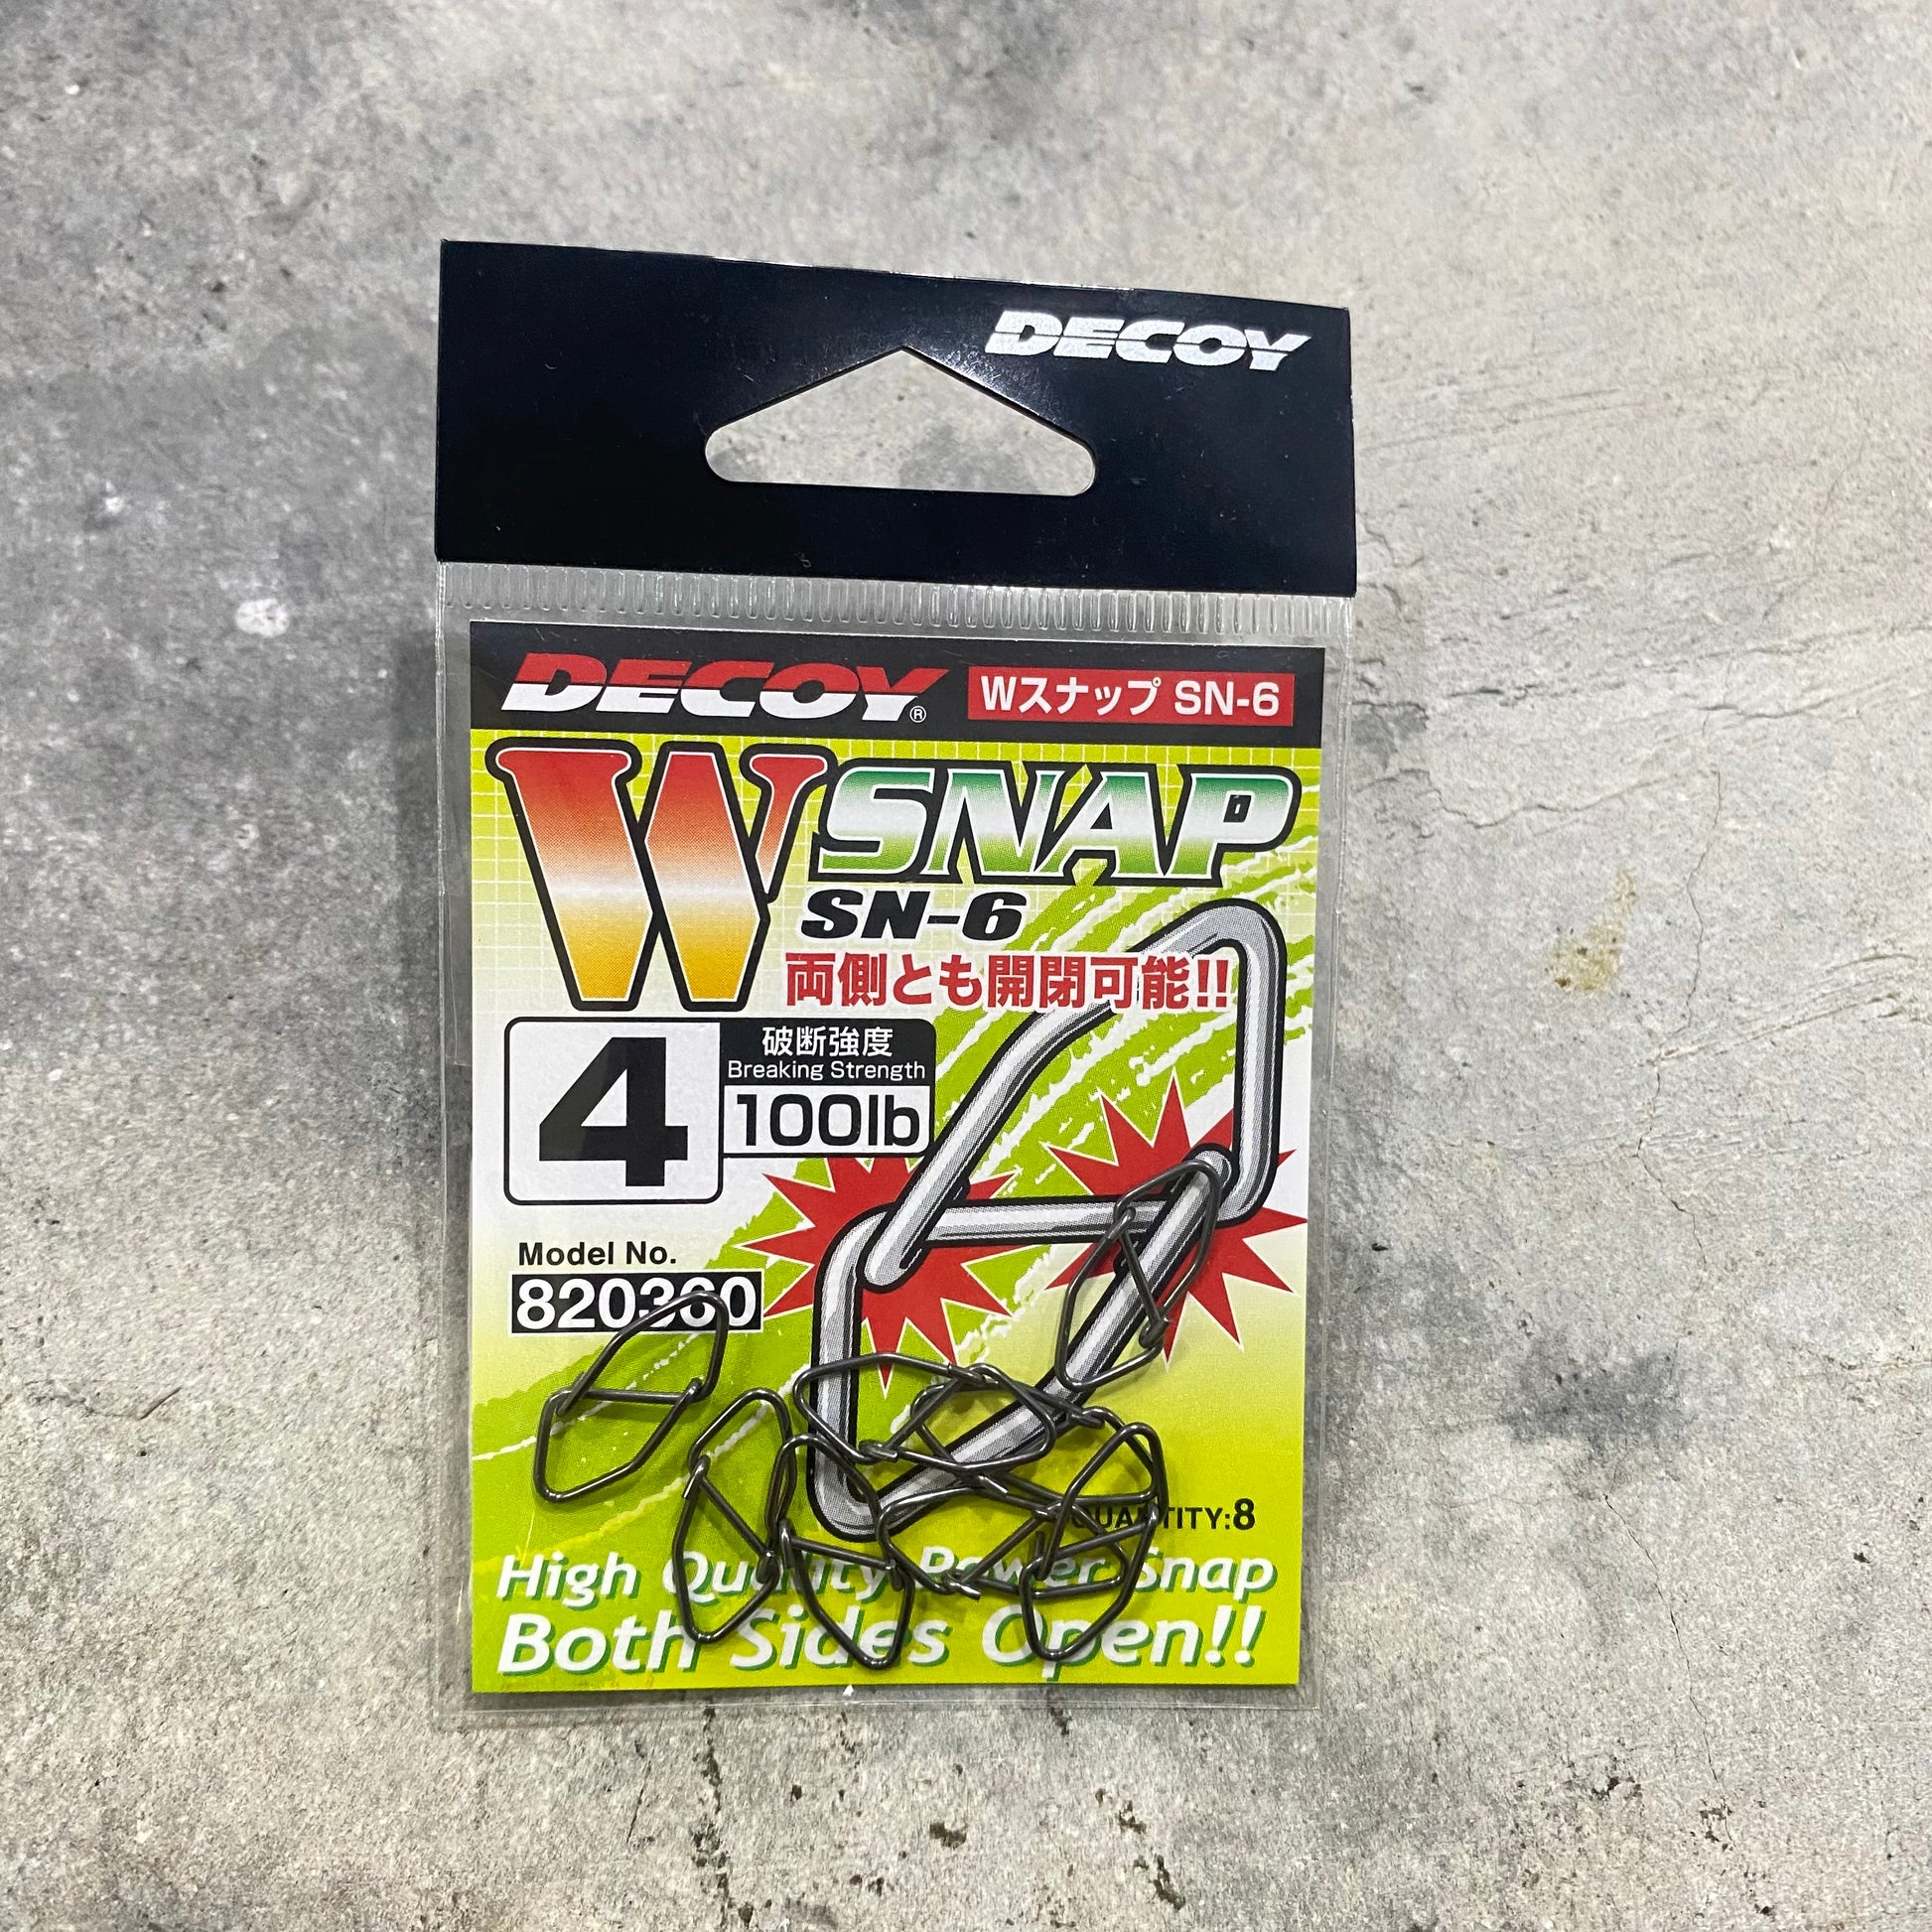 DECOY
DECOY® Wスナップ SN-6
W SNAP
SN-6
両側とも開閉可能!!
4
破断強度
Breaking Strength
100lb
Model No.
820360
QUANTITY:8
High Quality Power Snap
Both Sides Open!!